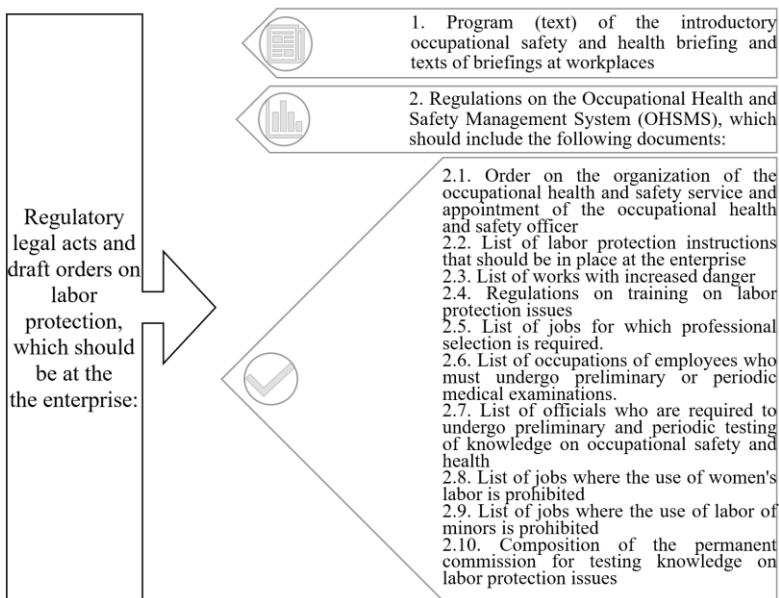 Regulatory
legal acts and
draft orders on
labor
protection,
which should
be at the
the enterprise:
1. Program (text) of the introductory
occupational safety and health briefing and
texts of briefings at workplaces
2. Regulations on the Occupational Health and
Safety Management System (OHSMS), which
should include the following documents:
2.1. Order on the organization of the
occupational health and safety service and
appointment of the occupational health
and safety officer
2.2. List of labor protection instructions
that should be in place at the enterprise
2.3. List of works with increased danger
2.4. Regulations on training on labor
protection issues
2.5. List of jobs for which professional
selection is required.
2.6. List of occupations of employees who
must undergo preliminary or periodic
medical examinations.
2.7. List of officials who are required to
undergo preliminary and periodic testing
of knowledge on occupational safety and
health
2.8. List of jobs where the use of women's
labor is prohibited
2.9. List of jobs where the use of labor of
minors is prohibited
2.10. Composition of the permanent
commission for testing knowledge on
labor protection issues